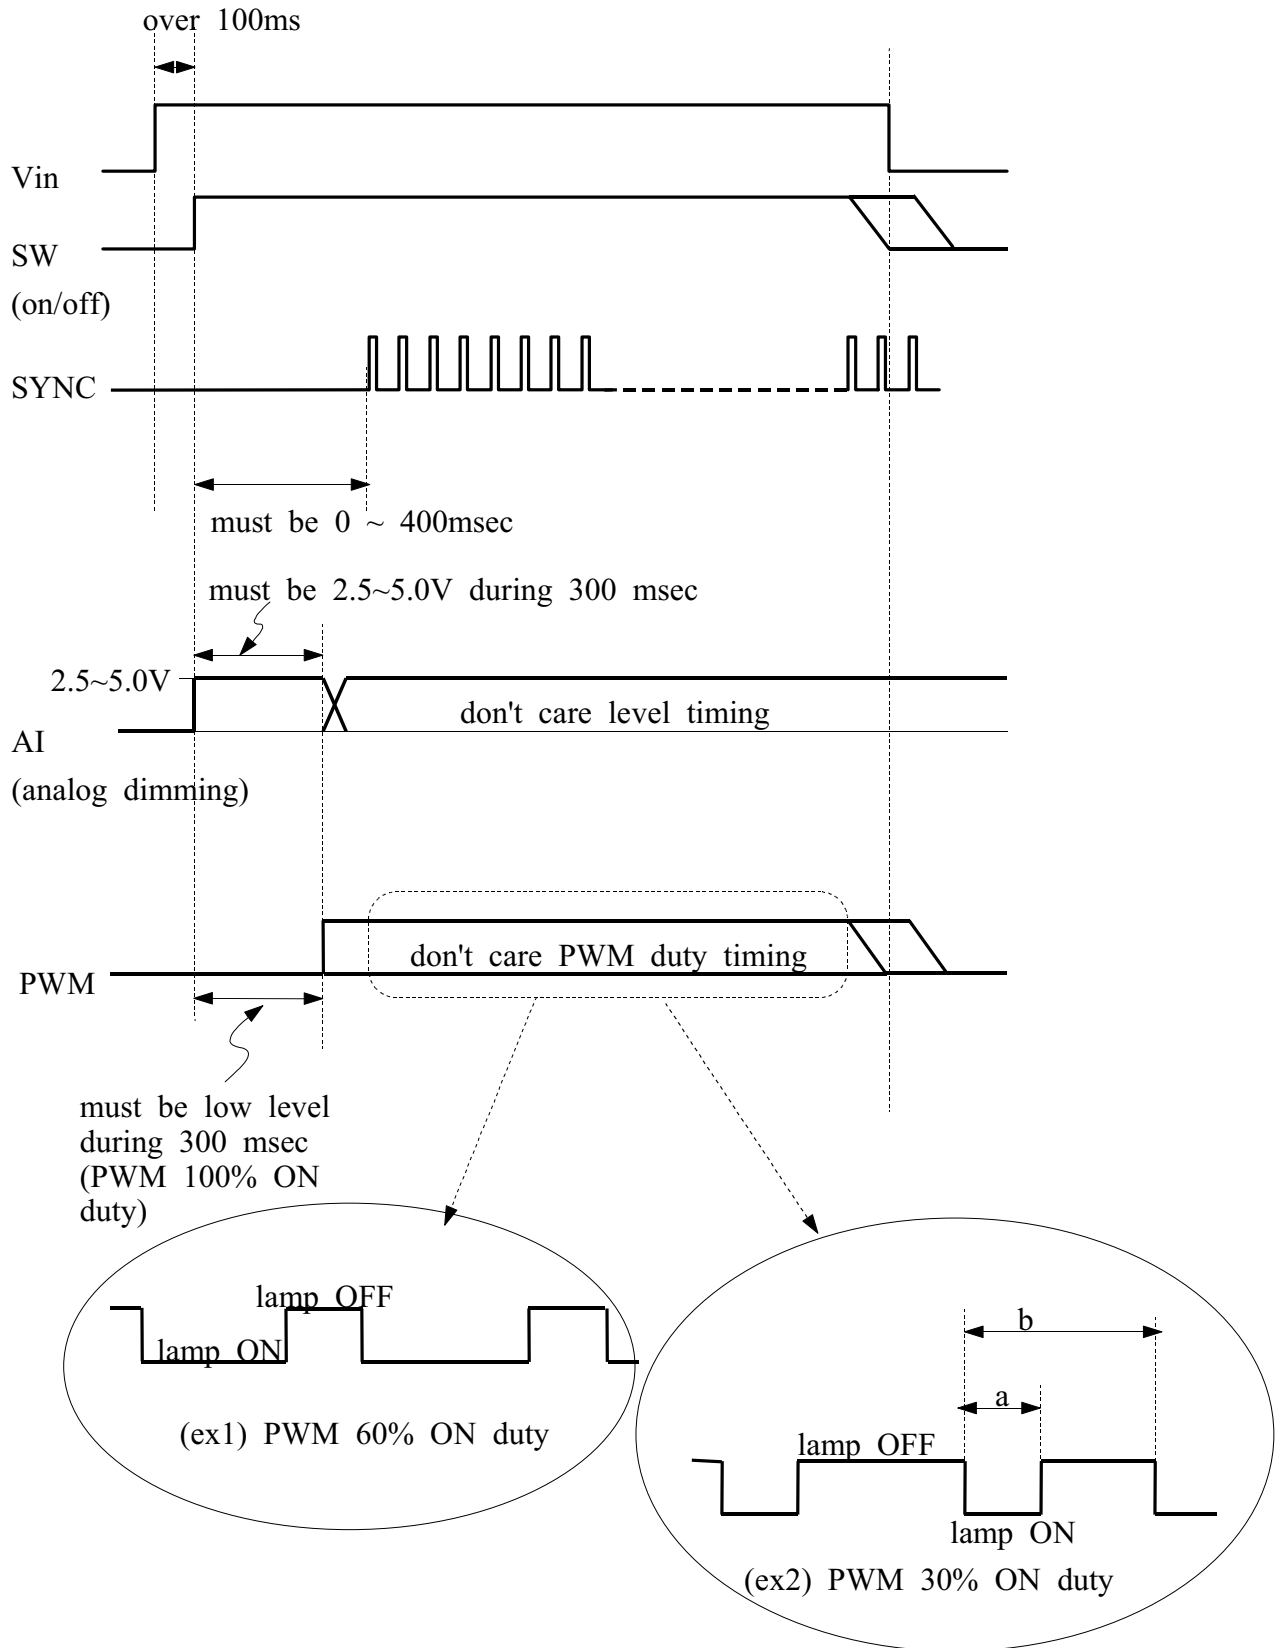 over 100ms
Vin
SW
(on/off)
SYNC
must be 0 ~ 400msec
must be 2.5~5.0V during 300 msec
2.5~5.0V
don't care level timing
AI
(analog dimming)
don't care PWM duty timing
PWM
must be low level
during 300 msec
(PWM 100% ON
duty)
lamp OFF
lamp ON
(ex1) PWM 60% ON duty
b
a
lamp OFF
lamp ON
(ex2) PWM 30% ON duty